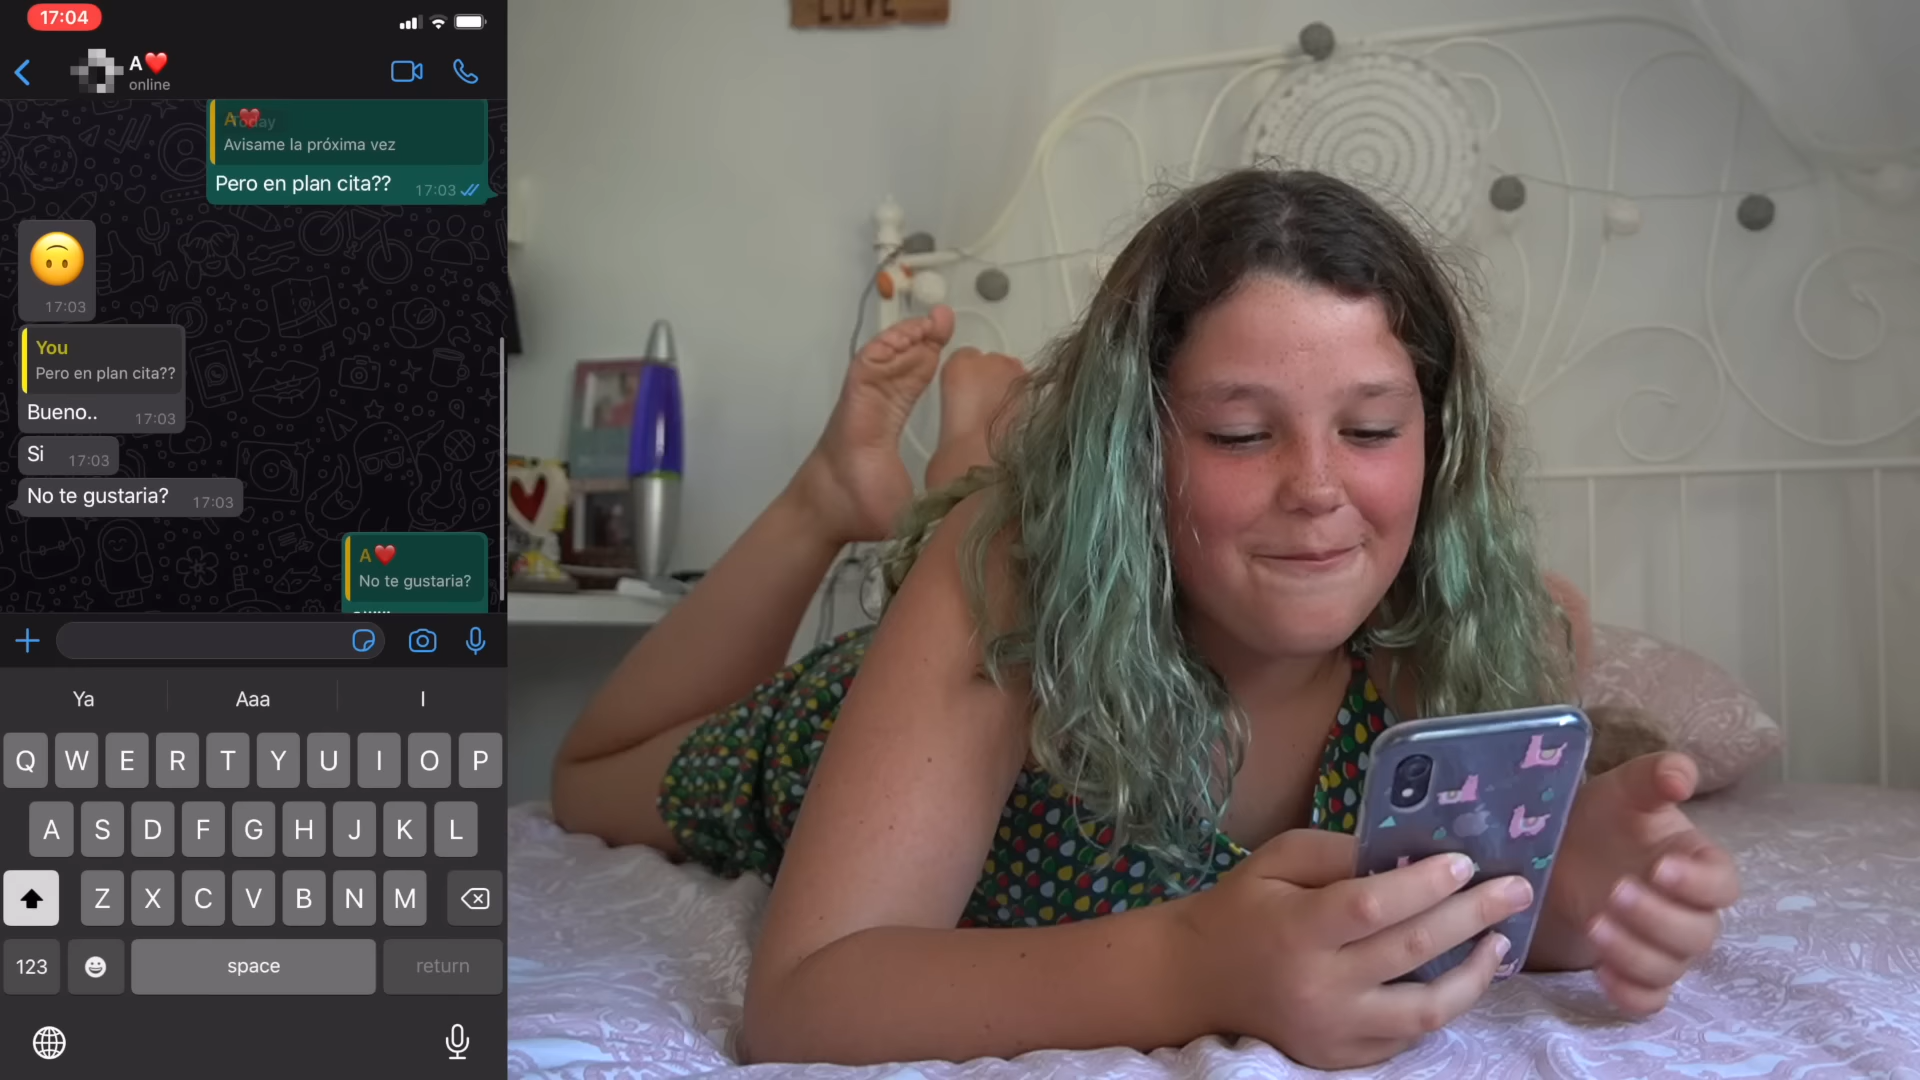 17:04
A❤️
online
LOVE
A❤️
Today
Avisame la próxima vez
Pero en plan cita??
17:03
🙃
17:03
You
Pero en plan cita??
Bueno..
17:03
Si
17:03
No te gustaria?
17:03
A❤️
No te gustaria?
Ya
Aaa
I
Q W E R T Y U I O P
A S D F G H J K L
Z X C V B N M
123
space
return